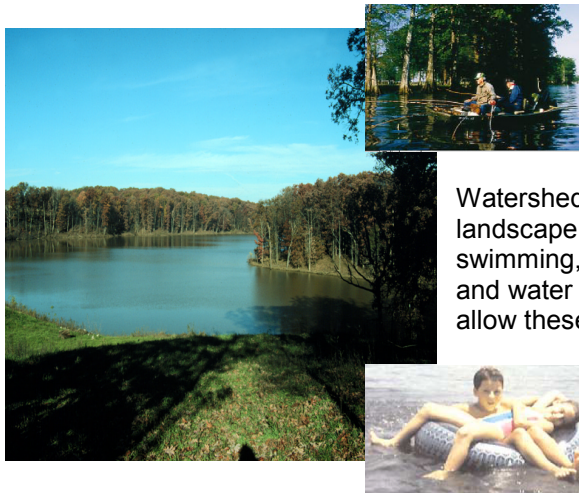 Watershed
landscape
swimming,
and water
allow these